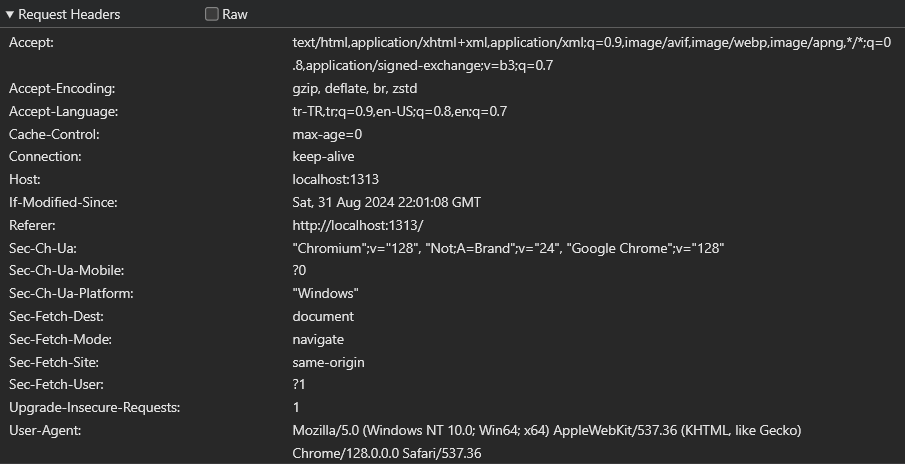 ▼ Request Headers Raw
Accept: text/html,application/xhtml+xml,application/xml;q=0.9,image/avif,image/webp,image/apng,*/*;q=0
.8,application/signed-exchange;v=b3;q=0.7
Accept-Encoding: gzip, deflate, br, zstd
Accept-Language: tr-TR,tr;q=0.9,en-US;q=0.8,en;q=0.7
Cache-Control: max-age=0
Connection: keep-alive
Host: localhost:1313
If-Modified-Since: Sat, 31 Aug 2024 22:01:08 GMT
Referer: http://localhost:1313/
Sec-Ch-Ua: "Chromium";v="128", "Not;A=Brand";v="24", "Google Chrome";v="128"
Sec-Ch-Ua-Mobile: ?0
Sec-Ch-Ua-Platform: "Windows"
Sec-Fetch-Dest: document
Sec-Fetch-Mode: navigate
Sec-Fetch-Site: same-origin
Sec-Fetch-User: ?1
Upgrade-Insecure-Requests: 1
User-Agent: Mozilla/5.0 (Windows NT 10.0; Win64; x64) AppleWebKit/537.36 (KHTML, like Gecko)
Chrome/128.0.0.0 Safari/537.36